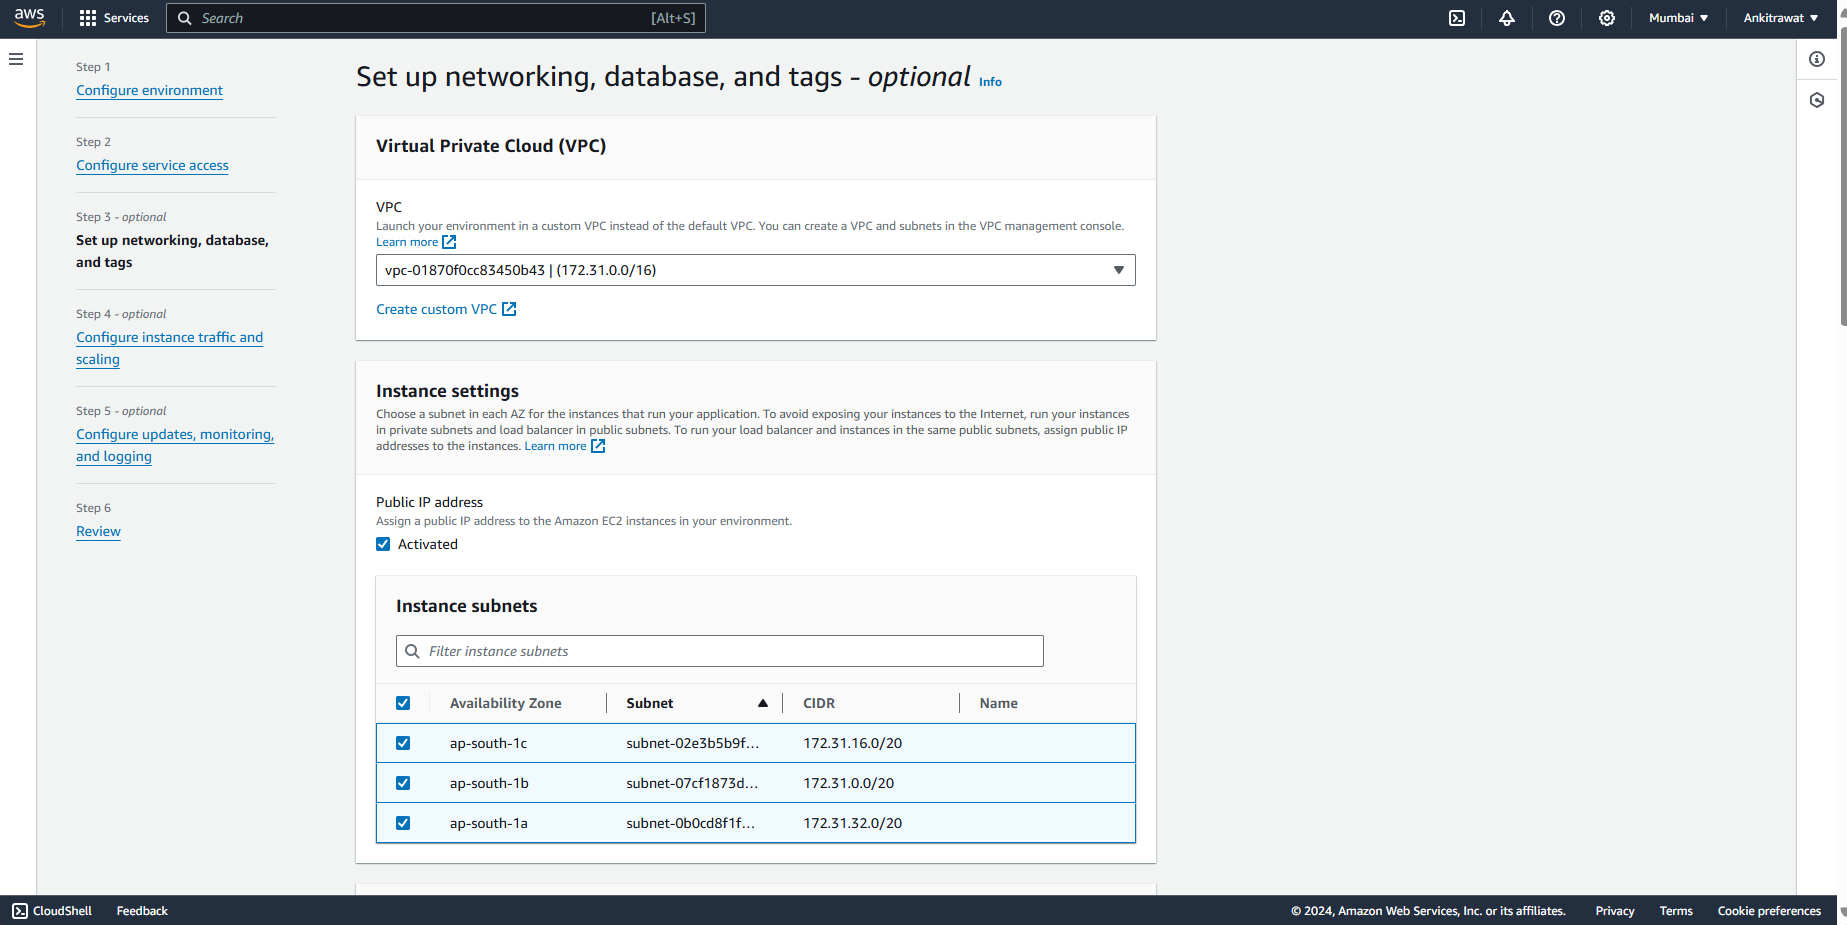 aws
Services
Search
[Alt+S]
Mumbai
Ankitrawat
Step 1
Configure environment
Step 2
Configure service access
Step 3 - optional
Set up networking, database,
and tags
Step 4 - optional
Configure instance traffic and
scaling
Step 5 - optional
Configure updates, monitoring,
and logging
Step 6
Review
Set up networking, database, and tags - optional Info
Virtual Private Cloud (VPC)
VPC
Launch your environment in a custom VPC instead of the default VPC. You can create a VPC and subnets in the VPC management console.
Learn more
vpc-01870f0cc83450b43 | (172.31.0.0/16)
Create custom VPC
Instance settings
Choose a subnet in each AZ for the instances that run your application. To avoid exposing your instances to the Internet, run your instances
in private subnets and load balancer in public subnets. To run your load balancer and instances in the same public subnets, assign public IP
addresses to the instances. Learn more
Public IP address
Assign a public IP address to the Amazon EC2 instances in your environment.
Activated
Instance subnets
Filter instance subnets
Availability Zone Subnet CIDR Name
ap-south-1c subnet-02e3b5b9f... 172.31.16.0/20
ap-south-1b subnet-07cf1873d... 172.31.0.0/20
ap-south-1a subnet-0b0cd8f1f... 172.31.32.0/20
CloudShell Feedback © 2024, Amazon Web Services, Inc. or its affiliates. Privacy Terms Cookie preferences